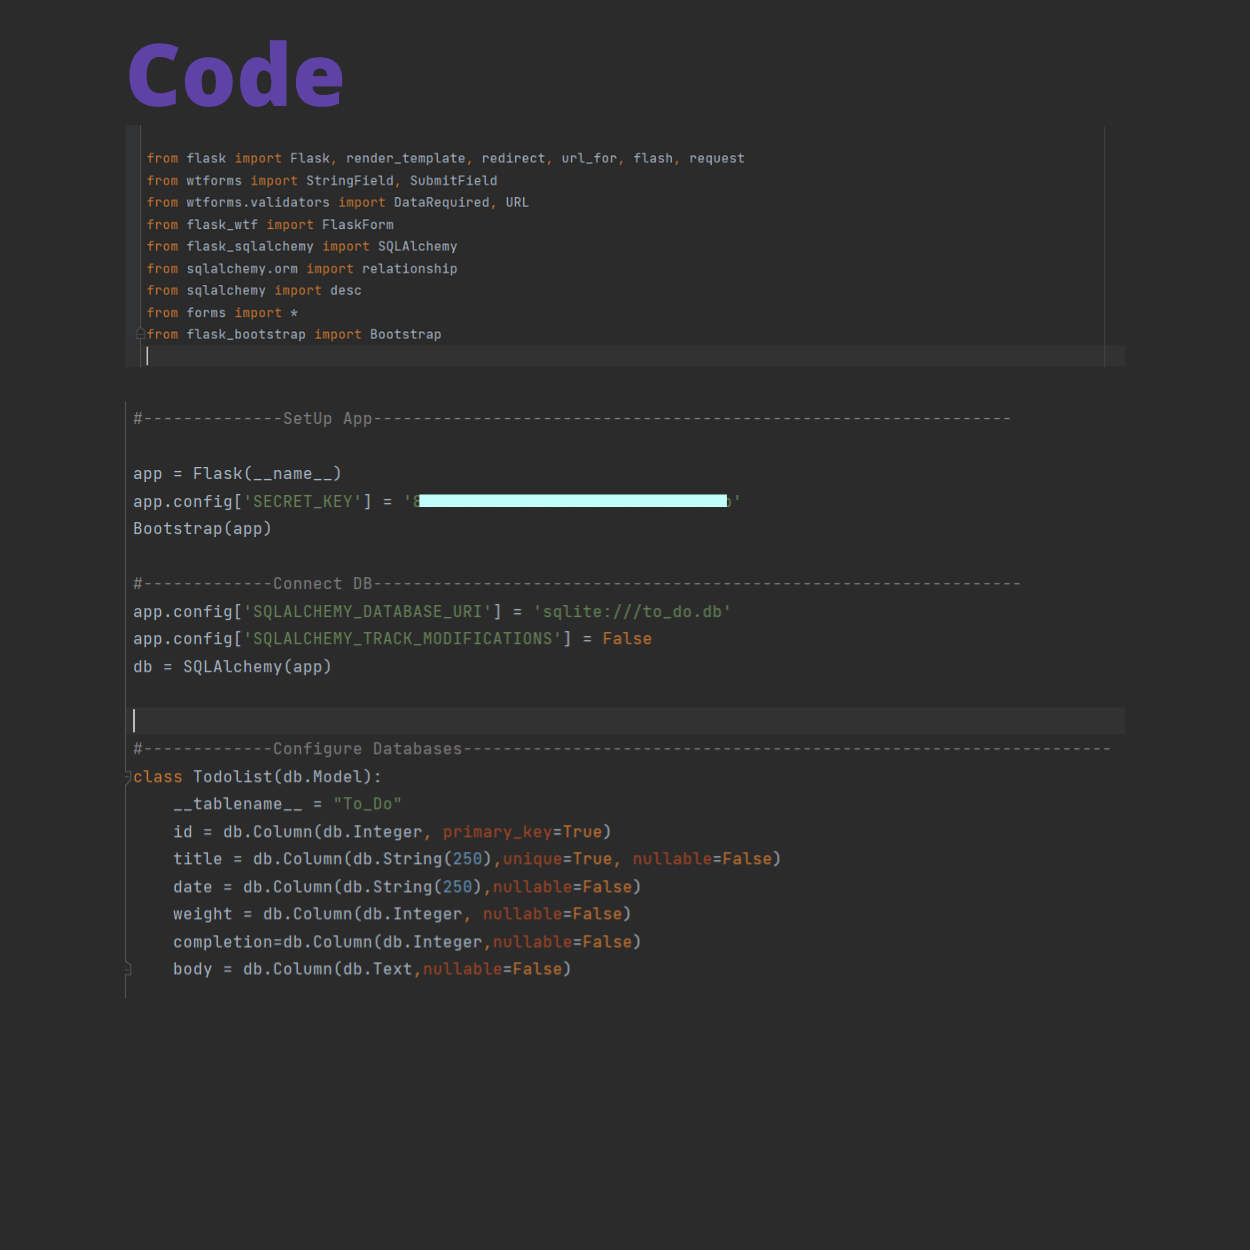 Code
from flask import Flask, render_template, redirect, url_for, flash, request
from wtforms import StringField, SubmitField
from wtforms.validators import DataRequired, URL
from flask_wtf import FlaskForm
from flask_sqlalchemy import SQLAlchemy
from sqlalchemy.orm import relationship
from sqlalchemy import desc
from forms import *
from flask_bootstrap import Bootstrap
#--------------SetUp App----------------------------------------------------------------
app = Flask(__name__)
app.config['SECRET_KEY'] = '
Bootstrap(app)
#-------------Connect DB-----------------------------------------------------------------
app.config['SQLALCHEMY_DATABASE_URI'] = 'sqlite:///to_do.db'
app.config['SQLALCHEMY_TRACK_MODIFICATIONS'] = False
db = SQLAlchemy(app)
#-------------Configure Databases-----------------------------------------------------------------
class Todolist(db.Model):
    __tablename__ = "To_Do"
    id = db.Column(db.Integer, primary_key=True)
    title = db.Column(db.String(250),unique=True, nullable=False)
    date = db.Column(db.String(250),nullable=False)
    weight = db.Column(db.Integer, nullable=False)
    completion=db.Column(db.Integer,nullable=False)
    body = db.Column(db.Text,nullable=False)